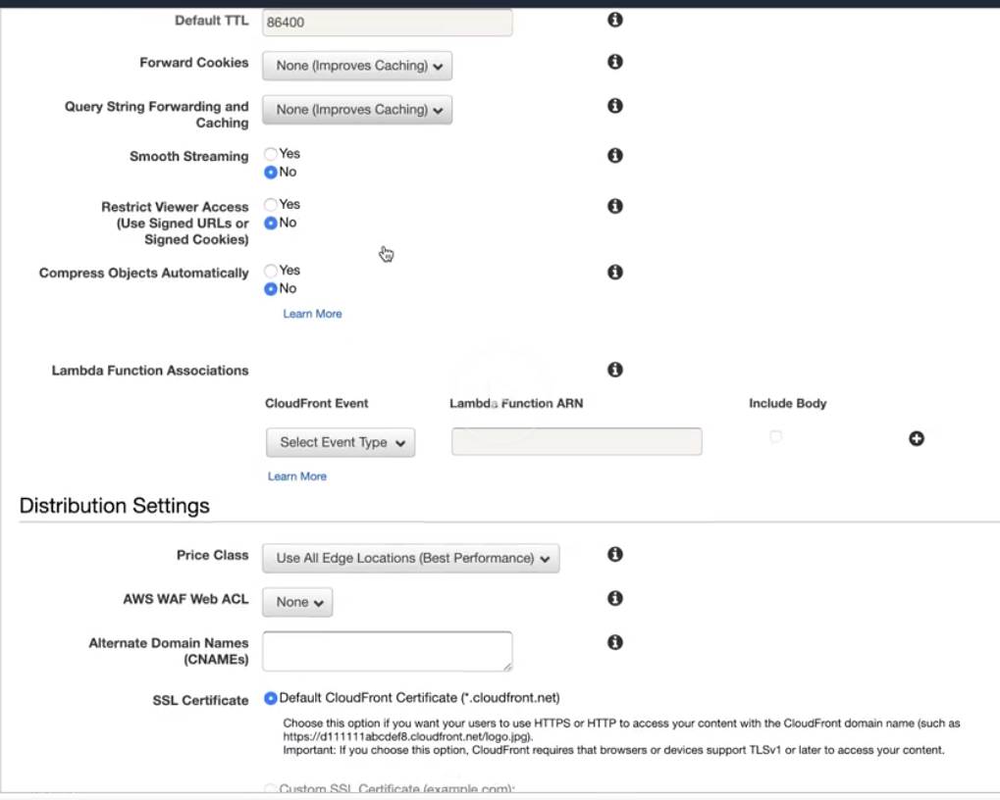 Default TTL 86400
Forward Cookies None (Improves Caching)
Query String Forwarding and
Caching None (Improves Caching)
Smooth Streaming Yes
No
Restrict Viewer Access
(Use Signed URLs or
Signed Cookies) Yes
No
Compress Objects Automatically Yes
No
Learn More
Lambda Function Associations
CloudFront Event Lambda Function ARN Include Body
Select Event Type
Learn More
Distribution Settings
Price Class Use All Edge Locations (Best Performance)
AWS WAF Web ACL None
Alternate Domain Names
(CNAMEs)
SSL Certificate Default CloudFront Certificate (*.cloudfront.net)
Choose this option if you want your users to use HTTPS or HTTP to access your content with the CloudFront domain name (such as
https://d111111abcdef8.cloudfront.net/logo.jpg).
Important: If you choose this option, CloudFront requires that browsers or devices support TLSv1 or later to access your content.
Custom SSL Certificate (example.com):